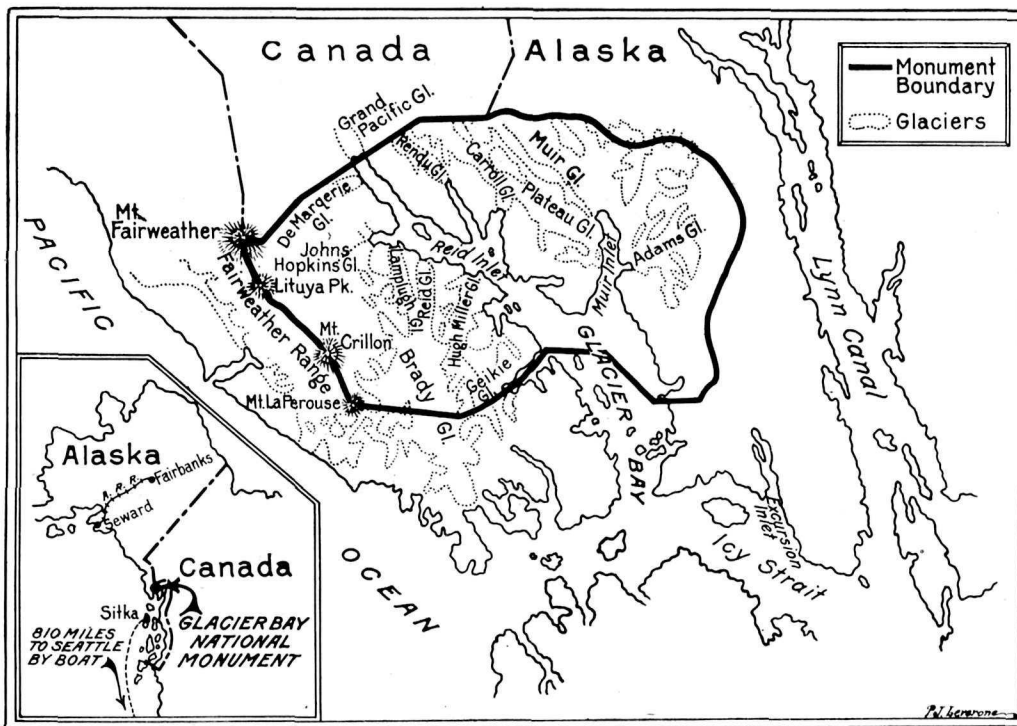 Canada
Alaska
Monument
Boundary
Glaciers
Grand
Pacific Gl.
Rendu Gl.
Carroll Gl.
Muir Gl.
Plateau Gl.
Adams Gl.
De Margerie
Gl.
Mt.
Fairweather
Johns
Hopkins Gl.
Lituya Pk.
Fairweather Range
Mt.
Crillon
Mt. La Perouse
Lamplugh
Gl.
Reid Gl.
Hugh Miller Gl.
Reid Inlet
Muir Inlet
Brady
Gl.
Geikie
Gl.
GLACIER
BAY
Lynn Canal
Excursion
Inlet
Icy Strait
PACIFIC
OCEAN
Alaska
A. R. R.
Fairbanks
Seward
Canada
Sitka
GLACIER BAY
NATIONAL
MONUMENT
810 MILES
TO SEATTLE
BY BOAT